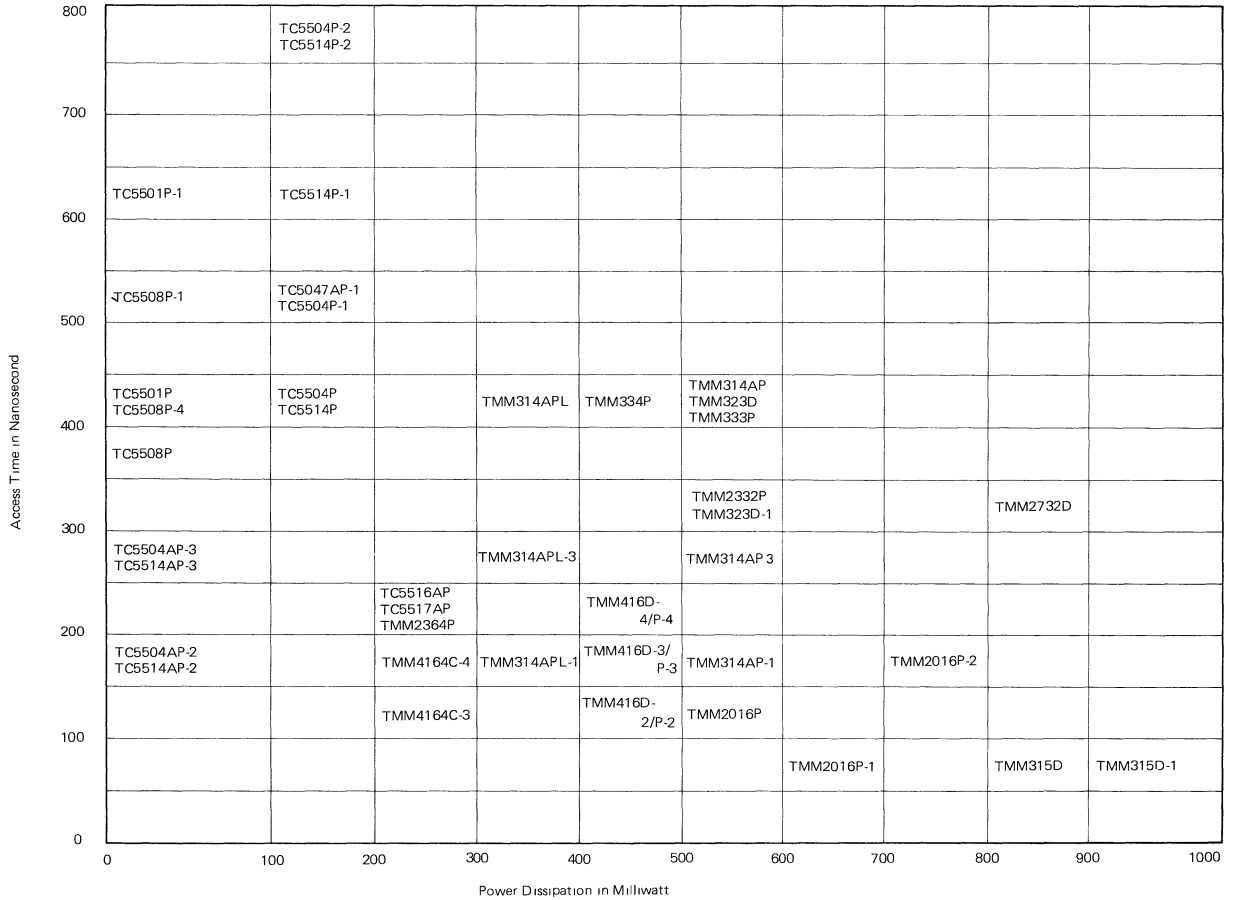 800
TC5504P-2
TC5514P-2
700
TC5501P-1
TC5514P-1
600
TC5508P-1
TC5047AP-1
TC5504P-1
500
TC5501P
TC5508P-4
TC5504P
TC5514P
TMM314APL
TMM334P
TMM314AP
TMM323D
TMM333P
400
TC5508P
TMM2332P
TMM323D-1
TMM2732D
300
TC5504AP-3
TC5514AP-3
TMM314APL-3
TMM314AP3
TC5516AP
TC5517AP
TMM2364P
TMM416D-
4/P-4
200
TC5504AP-2
TC5514AP-2
TMM4164C-4
TMM314APL-1
TMM416D-3/
P-3
TMM314AP-1
TMM2016P-2
TMM4164C-3
TMM416D-
2/P-2
TMM2016P
100
TMM2016P-1
TMM315D
TMM315D-1
0
0 100 200 300 400 500 600 700 800 900 1000
Access Time in Nanosecond
Power Dissipation in Milliwatt